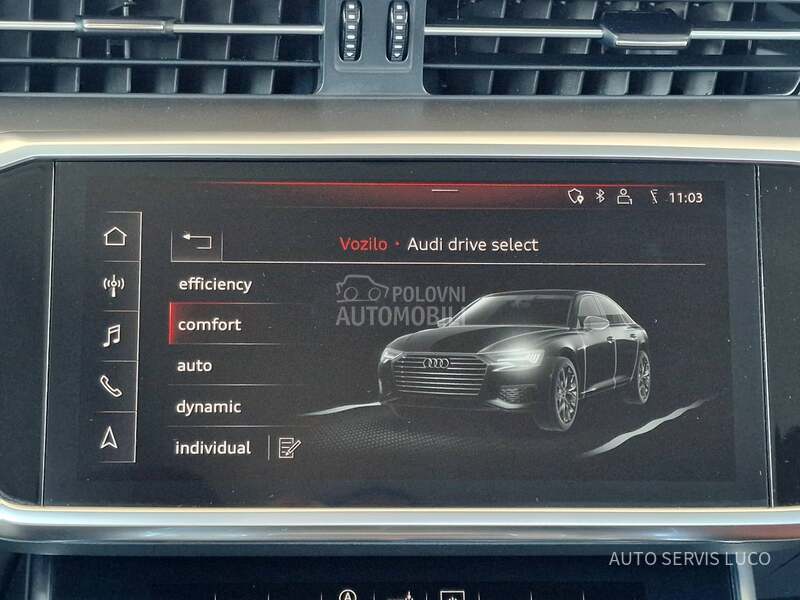 11:03
Vozilo • Audi drive select
efficiency
comfort
auto
dynamic
individual
POLOVNI
AUTOMOBILI
AUTO SERVIS LUCO